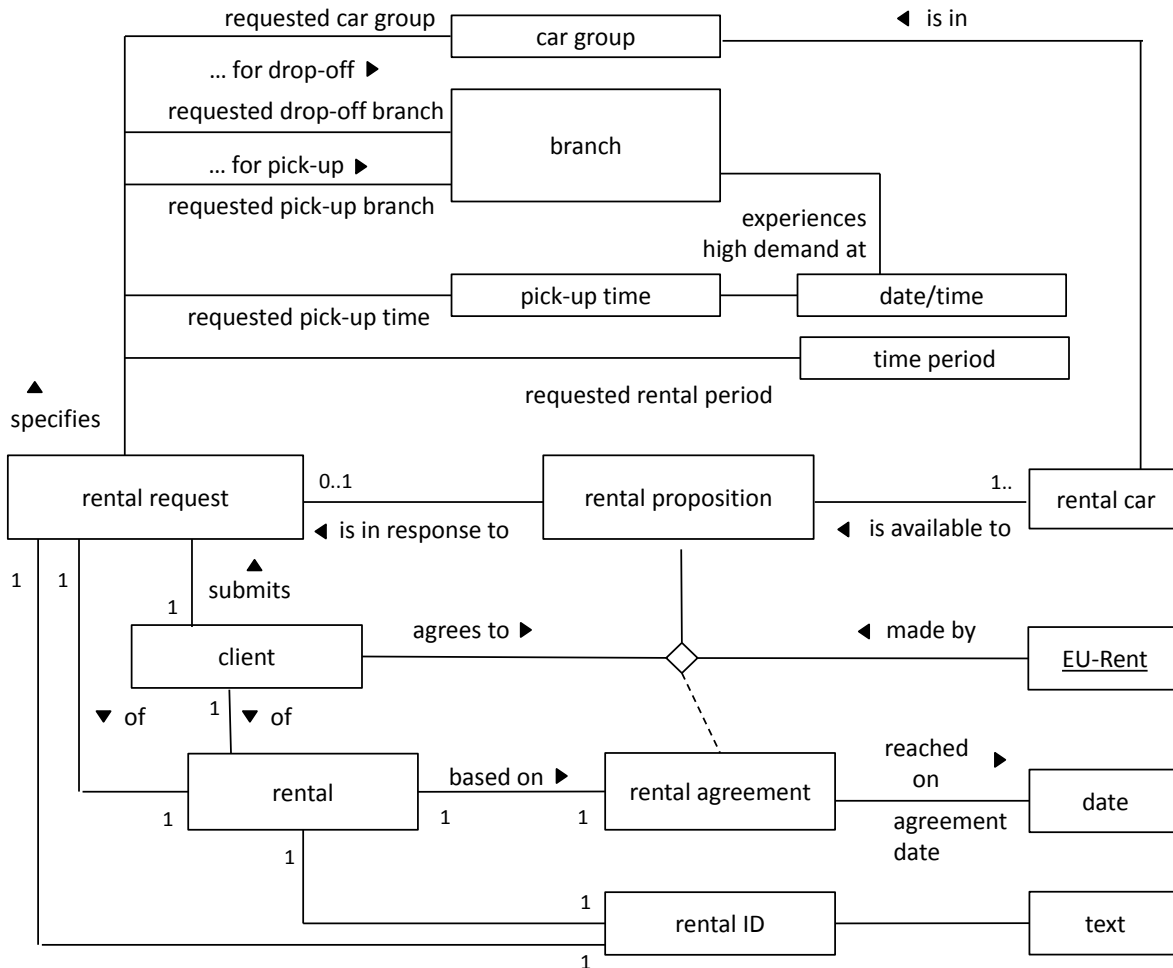 requested car group
car group
◄ is in
... for drop-off ►
requested drop-off branch
branch
... for pick-up ►
requested pick-up branch
experiences
high demand at
pick-up time
date/time
requested pick-up time
time period
requested rental period
▲
specifies
rental request
0..1
rental proposition
1..
rental car
◄ is in response to
◄ is available to
1
1
▲
submits
1
agrees to ►
◄ made by
client
EU-Rent
▼ of
1
▼ of
reached
on ►
based on ►
rental
rental agreement
date
1
1
1
agreement
date
1
1
rental ID
text
1